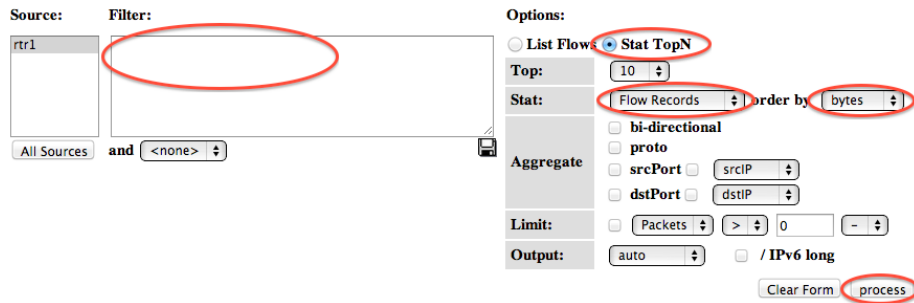 Source: Filter: Options:
rtr1
List Flows Stat TopN
Top: 10
Stat: Flow Records order by bytes
bi-directional
proto
Aggregate
srcPort srcIP
dstPort dstIP
All Sources and <none>
Limit: Packets > 0 -
Output: auto / IPv6 long
Clear Form process